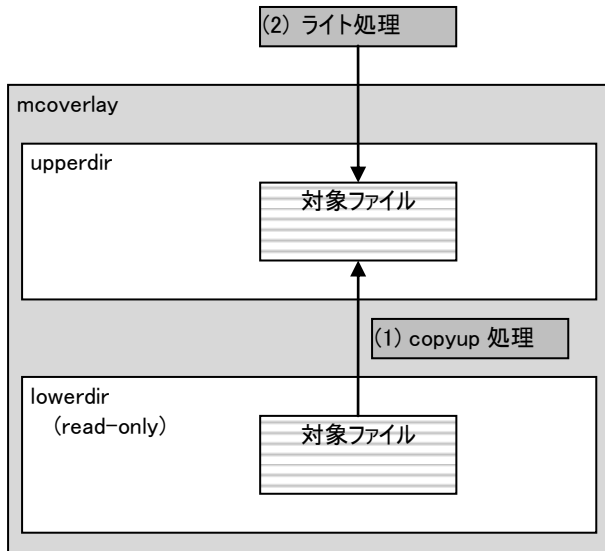 (2) ライト処理
mcoverlay
upperdir
対象ファイル
(1) copyup 処理
lowerdir
(read-only)
対象ファイル